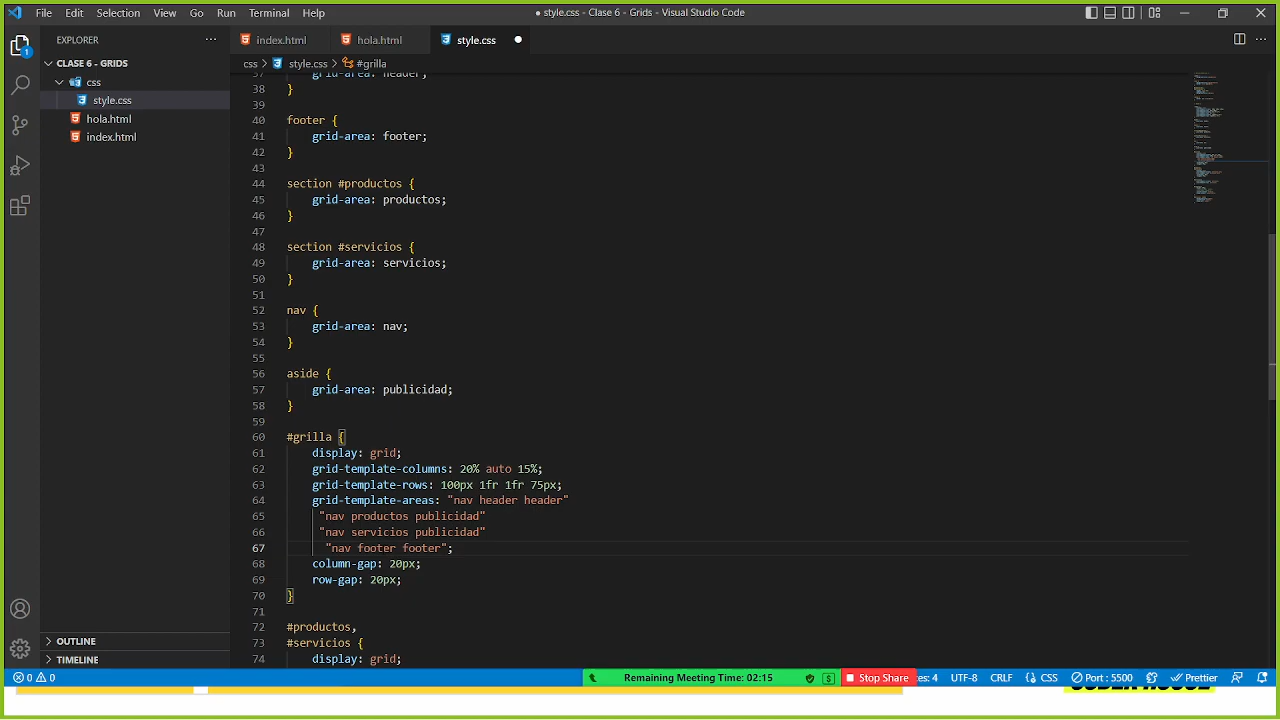 File Edit Selection View Go Run Terminal Help
● style.css - Clase 6 - Grids - Visual Studio Code
EXPLORER
index.html
hola.html
style.css
1
CLASE 6 - GRIDS
css > style.css > #grilla
css
style.css
hola.html
index.html
37 grid-area: header;
38 }
39
40 footer {
41 grid-area: footer;
42 }
43
44 section #productos {
45 grid-area: productos;
46 }
47
48 section #servicios {
49 grid-area: servicios;
50 }
51
52 nav {
53 grid-area: nav;
54 }
55
56 aside {
57 grid-area: publicidad;
58 }
59
60 #grilla {
61 display: grid;
62 grid-template-columns: 20% auto 15%;
63 grid-template-rows: 100px 1fr 1fr 75px;
64 grid-template-areas: "nav header header"
65 "nav productos publicidad"
66 "nav servicios publicidad"
67 "nav footer footer";
68 column-gap: 20px;
69 row-gap: 20px;
70 }
71
72 #productos,
73 #servicios {
74 display: grid;
OUTLINE
TIMELINE
0 0
Remaining Meeting Time: 02:15
Stop Share
es: 4 UTF-8 CRLF {} CSS Port : 5500 Prettier